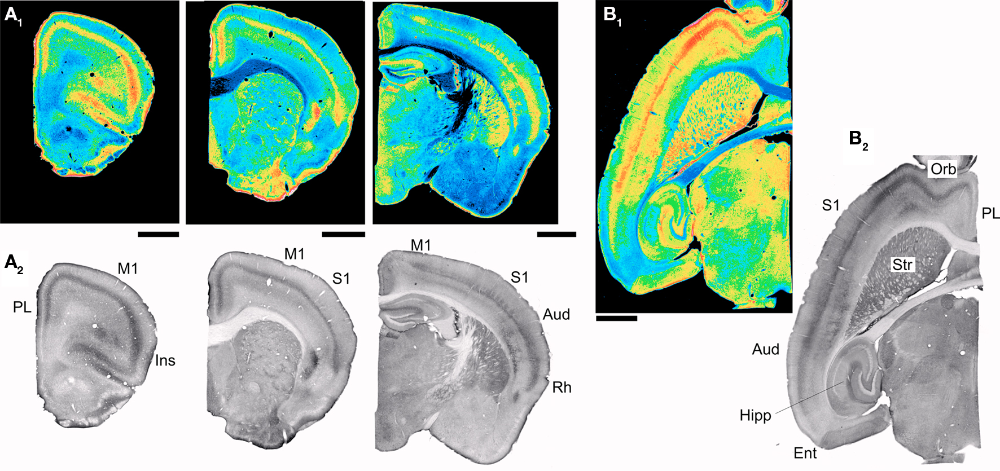 A1
B1
B2
Orb
S1
PL
Str
Aud
Hipp
Ent
A2
M1
PL
Ins
M1
S1
M1
S1
Aud
Rh